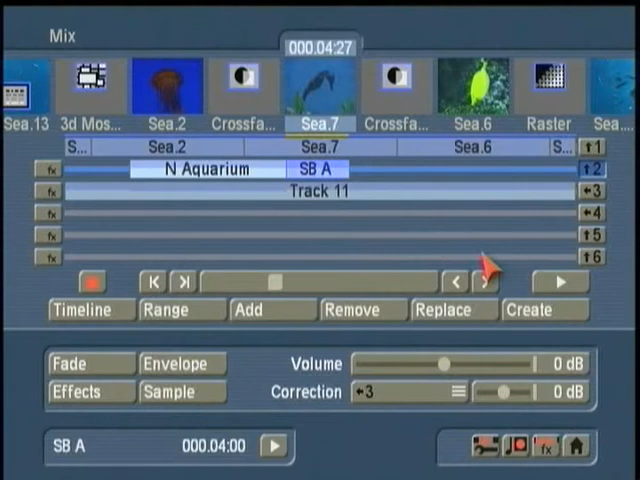 Mix
000.04:27
Sea.13 3d Mos... Sea.2 Crossfa... Sea.7 Crossfa... Sea.6 Raster Sea....
S... Sea.2 Sea.7 Sea.6 S... 1
fx N Aquarium SB A 2
fx Track 11 3
fx 4
fx 5
fx 6
Timeline Range Add Remove Replace Create
Fade Envelope Volume 0 dB
Effects Sample Correction 3 0 dB
SB A 000.04:00
fx